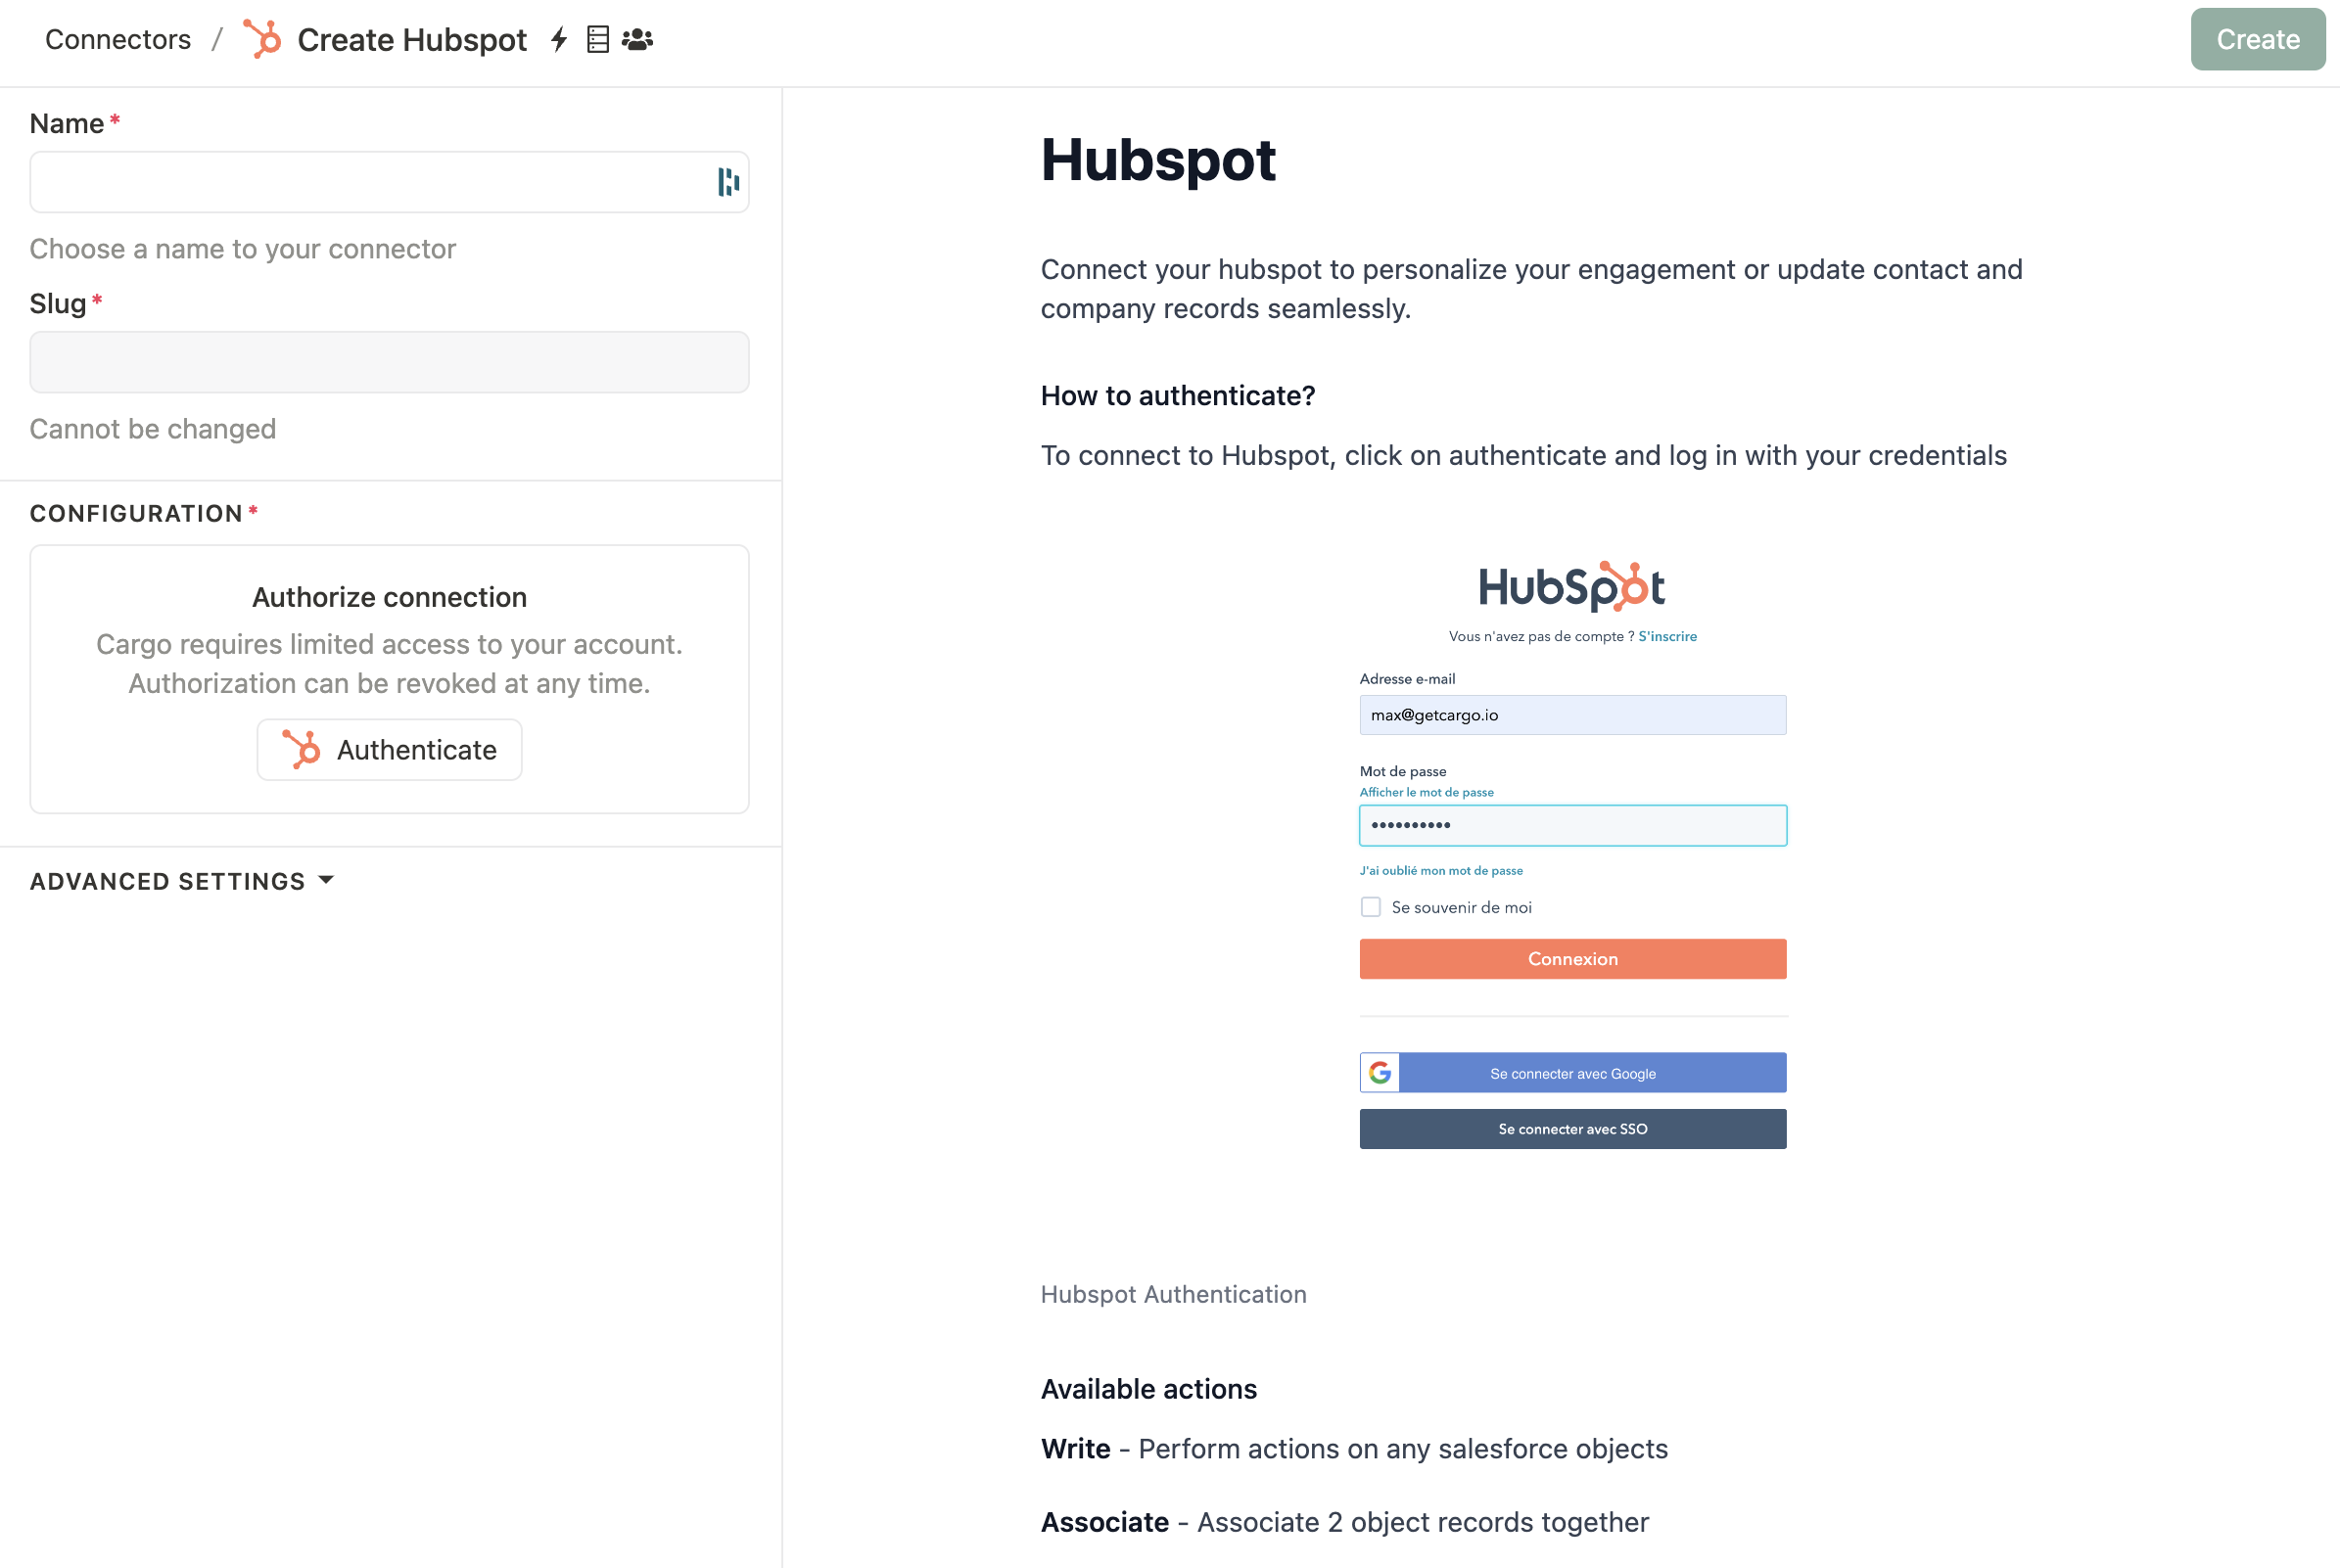 Connectors / Create Hubspot
Create
Name*
Choose a name to your connector
Slug*
Cannot be changed
CONFIGURATION*
Authorize connection
Cargo requires limited access to your account.
Authorization can be revoked at any time.
Authenticate
ADVANCED SETTINGS
Hubspot
Connect your hubspot to personalize your engagement or update contact and
company records seamlessly.
How to authenticate?
To connect to Hubspot, click on authenticate and log in with your credentials
HubSpot
Vous n'avez pas de compte ? S'inscrire
Adresse e-mail
max@getcargo.io
Mot de passe
Afficher le mot de passe
••••••••••
J'ai oublié mon mot de passe
Se souvenir de moi
Connexion
Se connecter avec Google
Se connecter avec SSO
Hubspot Authentication
Available actions
Write - Perform actions on any salesforce objects
Associate - Associate 2 object records together